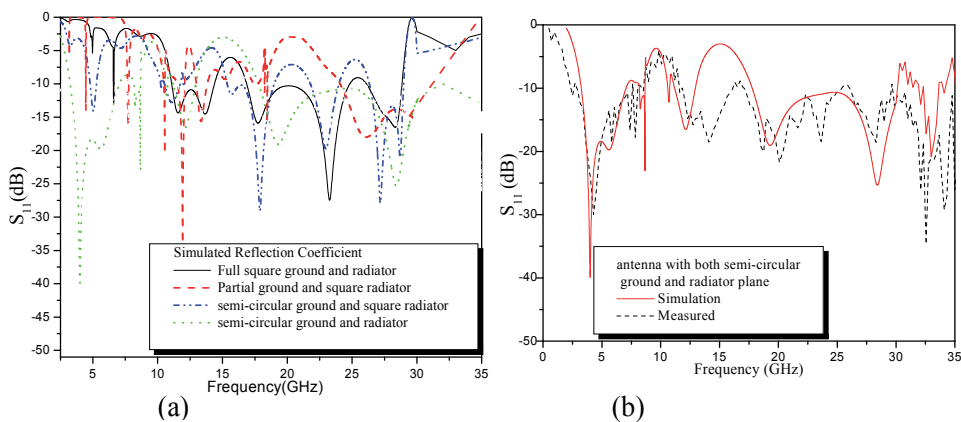 0
-5
-10
-15
-20
-25
-30
-35
-40
-45
-50
S11(dB)
5 10 15 20 25 30 35
Frequency(GHz)
Simulated Reflection Coefficient
Full square ground and radiator
Partial ground and square radiator
semi-circular ground and square radiator
semi-circular ground and radiator
(a)
0
-10
-20
-30
-40
-50
S11(dB)
0 5 10 15 20 25 30 35
Frequency (GHz)
antenna with both semi-circular
ground and radiator plane
Simulation
Measured
(b)